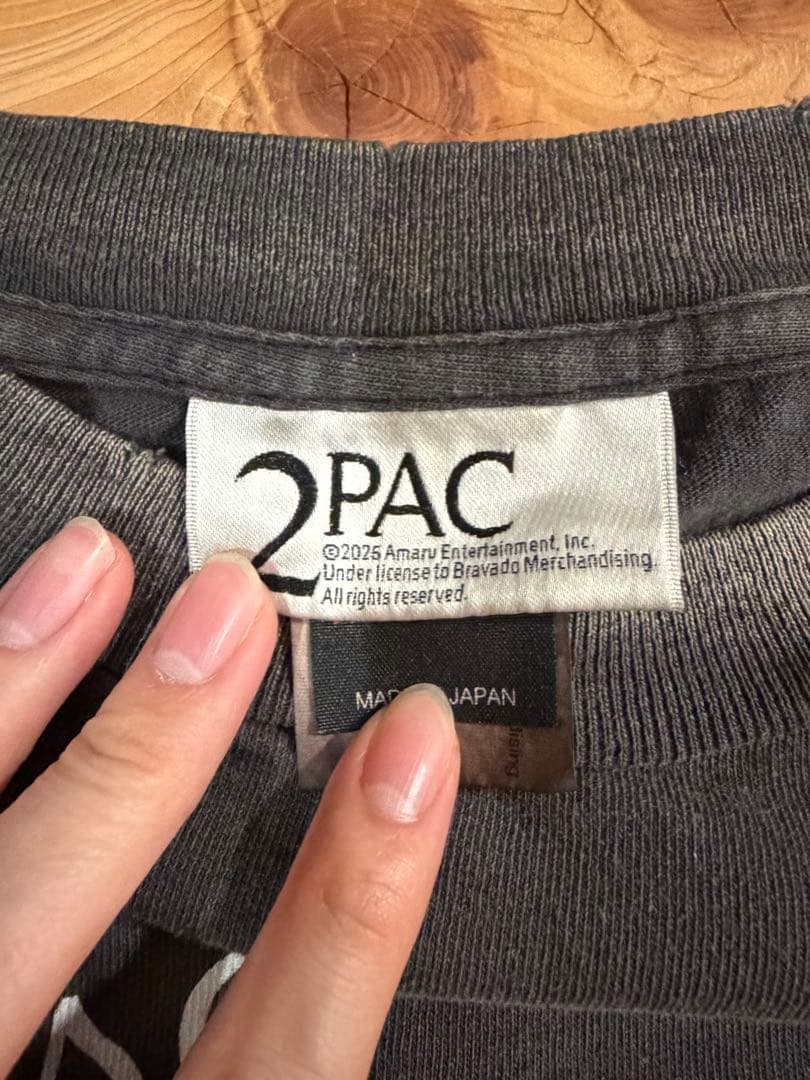 2PAC
©2025 Amaru Entertainment, Inc.
Under license to Bravado Merchandising.
All rights reserved.
JAPAN